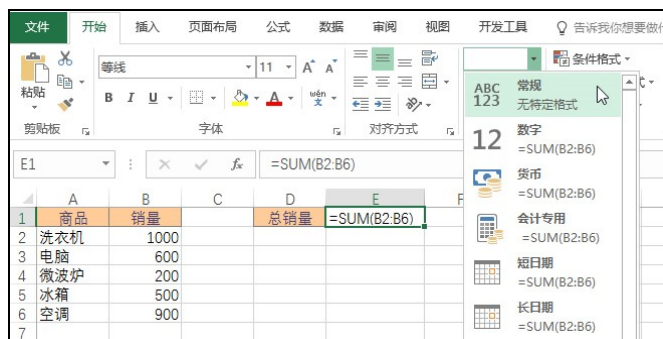 文件 开始 插入 页面布局 公式 数据 审阅 视图 开发工具 告诉我你想要做什
粘贴 等线 11 A A 条件格式
B I U A wén 文
剪贴板 字体 对齐方式
ABC 123 常规
无特定格式
12 数字
=SUM(B2:B6)
货币
=SUM(B2:B6)
会计专用
=SUM(B2:B6)
短日期
=SUM(B2:B6)
长日期
=SUM(B2:B6)
E1 fx =SUM(B2:B6)
A B C D E F
1 商品 销量 总销量 =SUM(B2:B6)
2 洗衣机 1000
3 电脑 600
4 微波炉 200
5 冰箱 500
6 空调 900
7